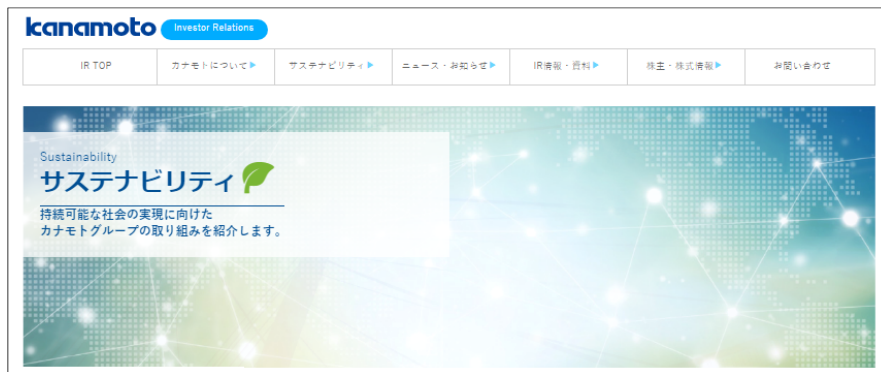 kanamoto Investor Relations
IR TOP カナモトについて▶ サステナビリティ▶ ニュース・お知らせ▶ IR情報・資料▶ 株主・株式情報▶ お問い合わせ
Sustainability
サステナビリティ
持続可能な社会の実現に向けた
カナモトグループの取り組みを紹介します。